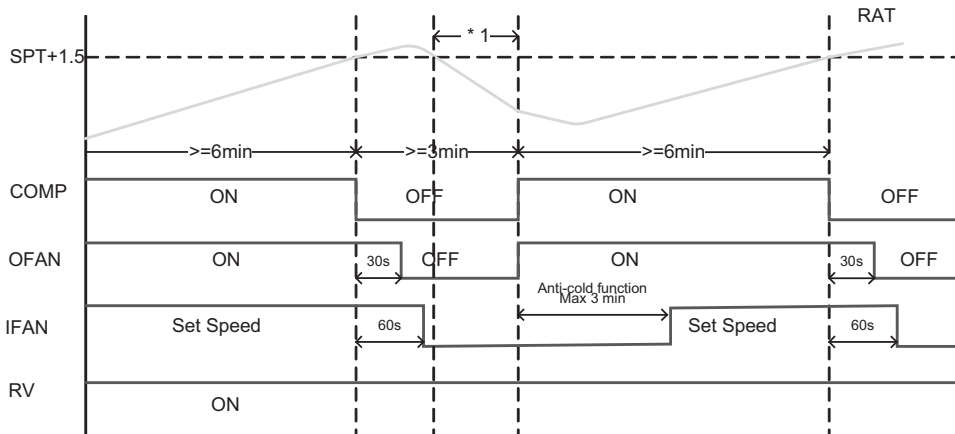 RAT
* 1
SPT+1.5
>=6min
>=3min
>=6min
COMP
ON
OFF
ON
OFF
OFAN
ON
30s
OFF
ON
30s
OFF
Anti-cold function
Max 3 min
IFAN
Set Speed
60s
Set Speed
60s
RV
ON